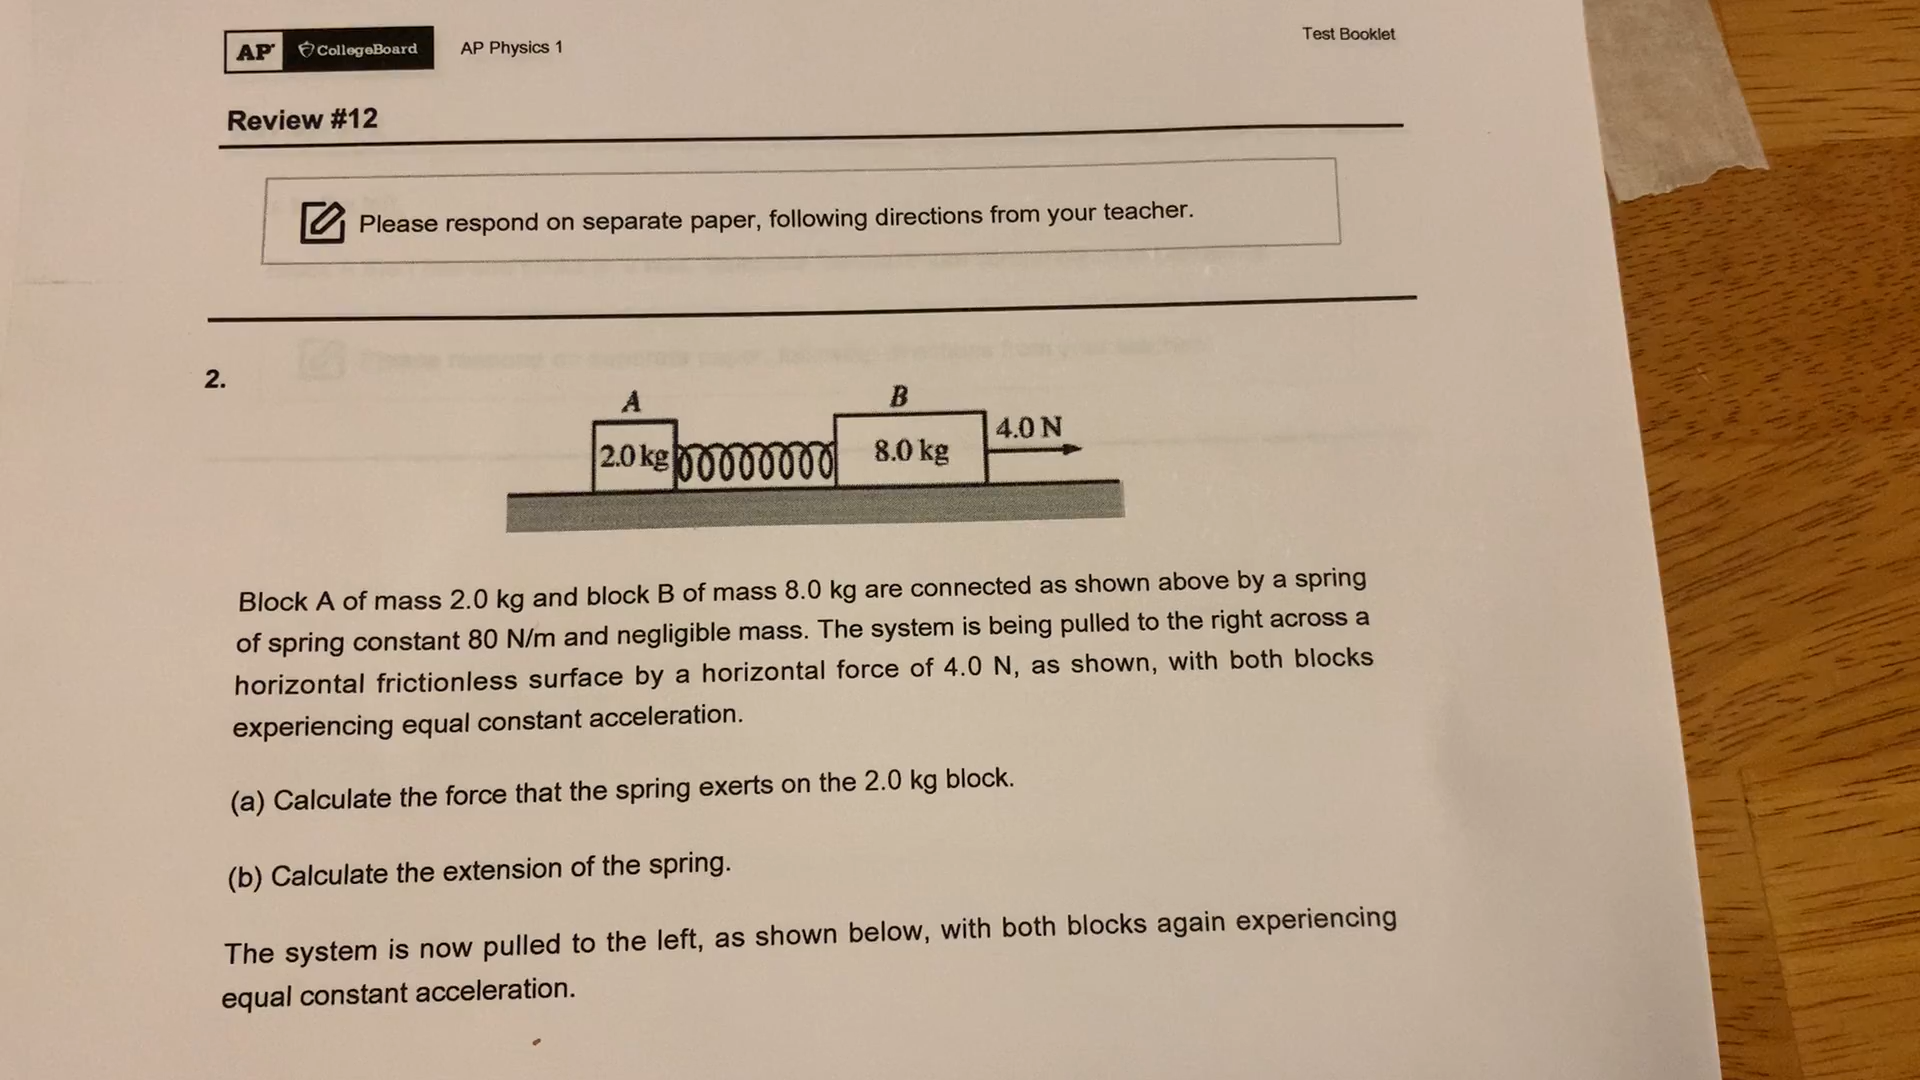 AP CollegeBoard AP Physics 1 Test Booklet
Review #12
Please respond on separate paper, following directions from your teacher.
2.
A B
2.0 kg 8.0 kg 4.0 N
Block A of mass 2.0 kg and block B of mass 8.0 kg are connected as shown above by a spring
of spring constant 80 N/m and negligible mass. The system is being pulled to the right across a
horizontal frictionless surface by a horizontal force of 4.0 N, as shown, with both blocks
experiencing equal constant acceleration.
(a) Calculate the force that the spring exerts on the 2.0 kg block.
(b) Calculate the extension of the spring.
The system is now pulled to the left, as shown below, with both blocks again experiencing
equal constant acceleration.